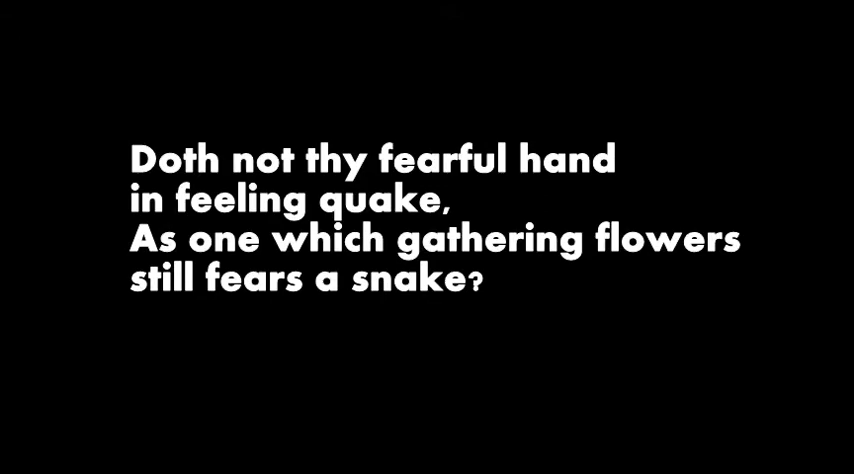 Doth not thy fearful hand
in feeling quake,
As one which gathering flowers
still fears a snake?